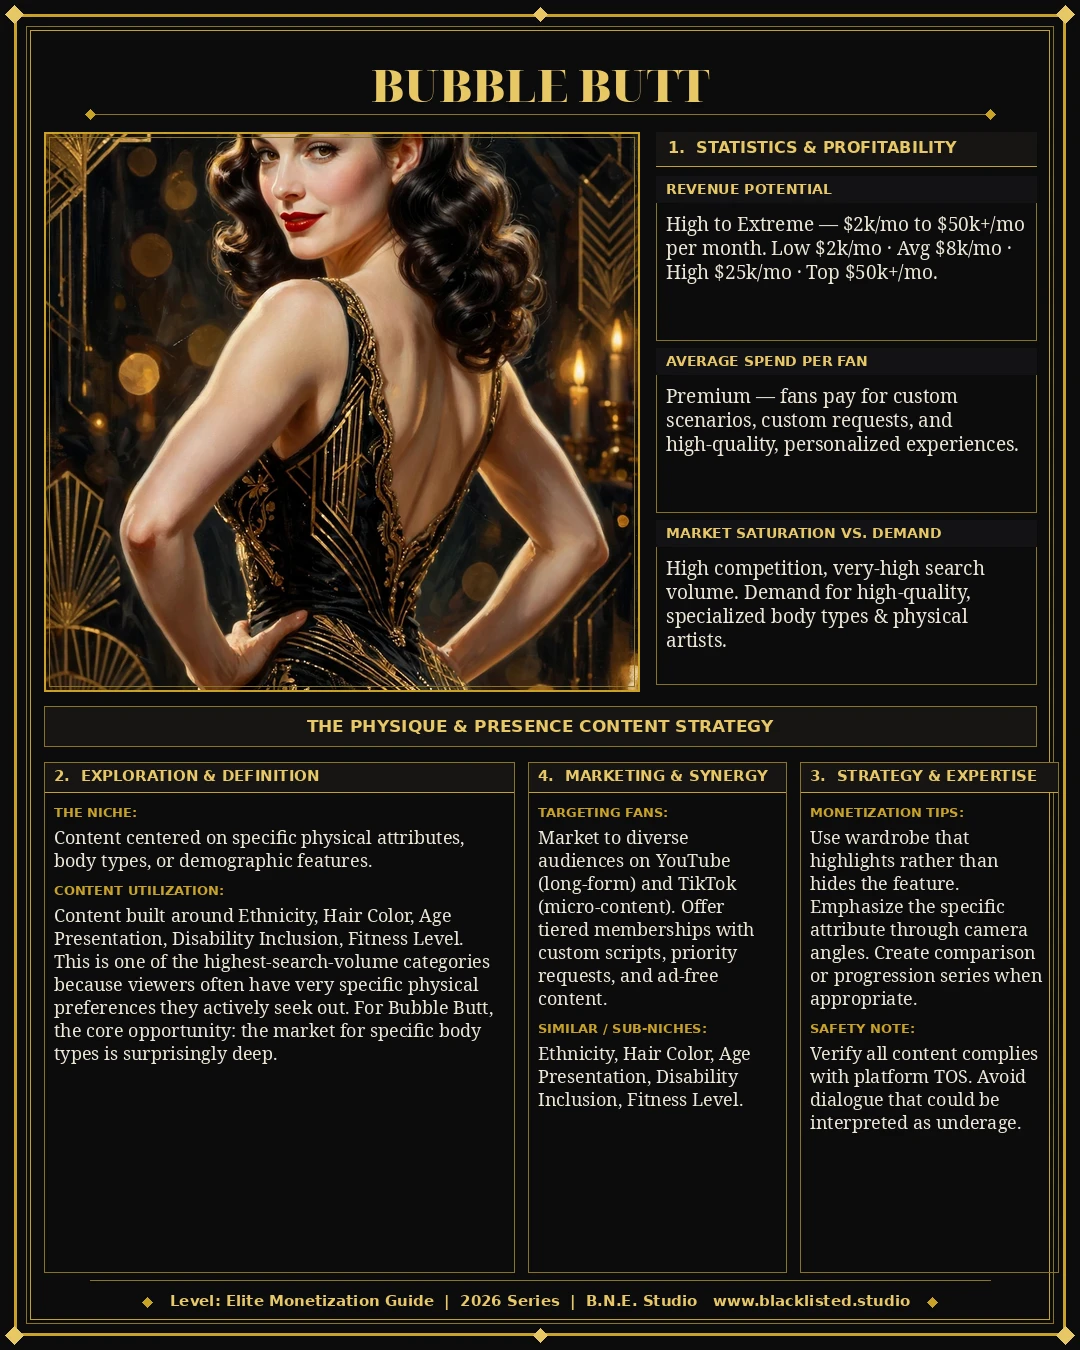 BUBBLE BUTT
1. STATISTICS & PROFITABILITY
REVENUE POTENTIAL
High to Extreme — $2k/mo to $50k+/mo
per month. Low $2k/mo · Avg $8k/mo ·
High $25k/mo · Top $50k+/mo.
AVERAGE SPEND PER FAN
Premium — fans pay for custom
scenarios, custom requests, and
high-quality, personalized experiences.
MARKET SATURATION VS. DEMAND
High competition, very-high search
volume. Demand for high-quality,
specialized body types & physical
artists.
THE PHYSIQUE & PRESENCE CONTENT STRATEGY
2. EXPLORATION & DEFINITION
THE NICHE:
Content centered on specific physical attributes,
body types, or demographic features.
CONTENT UTILIZATION:
Content built around Ethnicity, Hair Color, Age
Presentation, Disability Inclusion, Fitness Level.
This is one of the highest-search-volume categories
because viewers often have very specific physical
preferences they actively seek out. For Bubble Butt,
the core opportunity: the market for specific body
types is surprisingly deep.
4. MARKETING & SYNERGY
TARGETING FANS:
Market to diverse
audiences on YouTube
(long-form) and TikTok
(micro-content). Offer
tiered memberships with
custom scripts, priority
requests, and ad-free
content.
SIMILAR / SUB-NICHES:
Ethnicity, Hair Color, Age
Presentation, Disability
Inclusion, Fitness Level.
3. STRATEGY & EXPERTISE
MONETIZATION TIPS:
Use wardrobe that
highlights rather than
hides the feature.
Emphasize the specific
attribute through camera
angles. Create comparison
or progression series when
appropriate.
SAFETY NOTE:
Verify all content complies
with platform TOS. Avoid
dialogue that could be
interpreted as underage.
Level: Elite Monetization Guide | 2026 Series | B.N.E. Studio www.blacklisted.studio